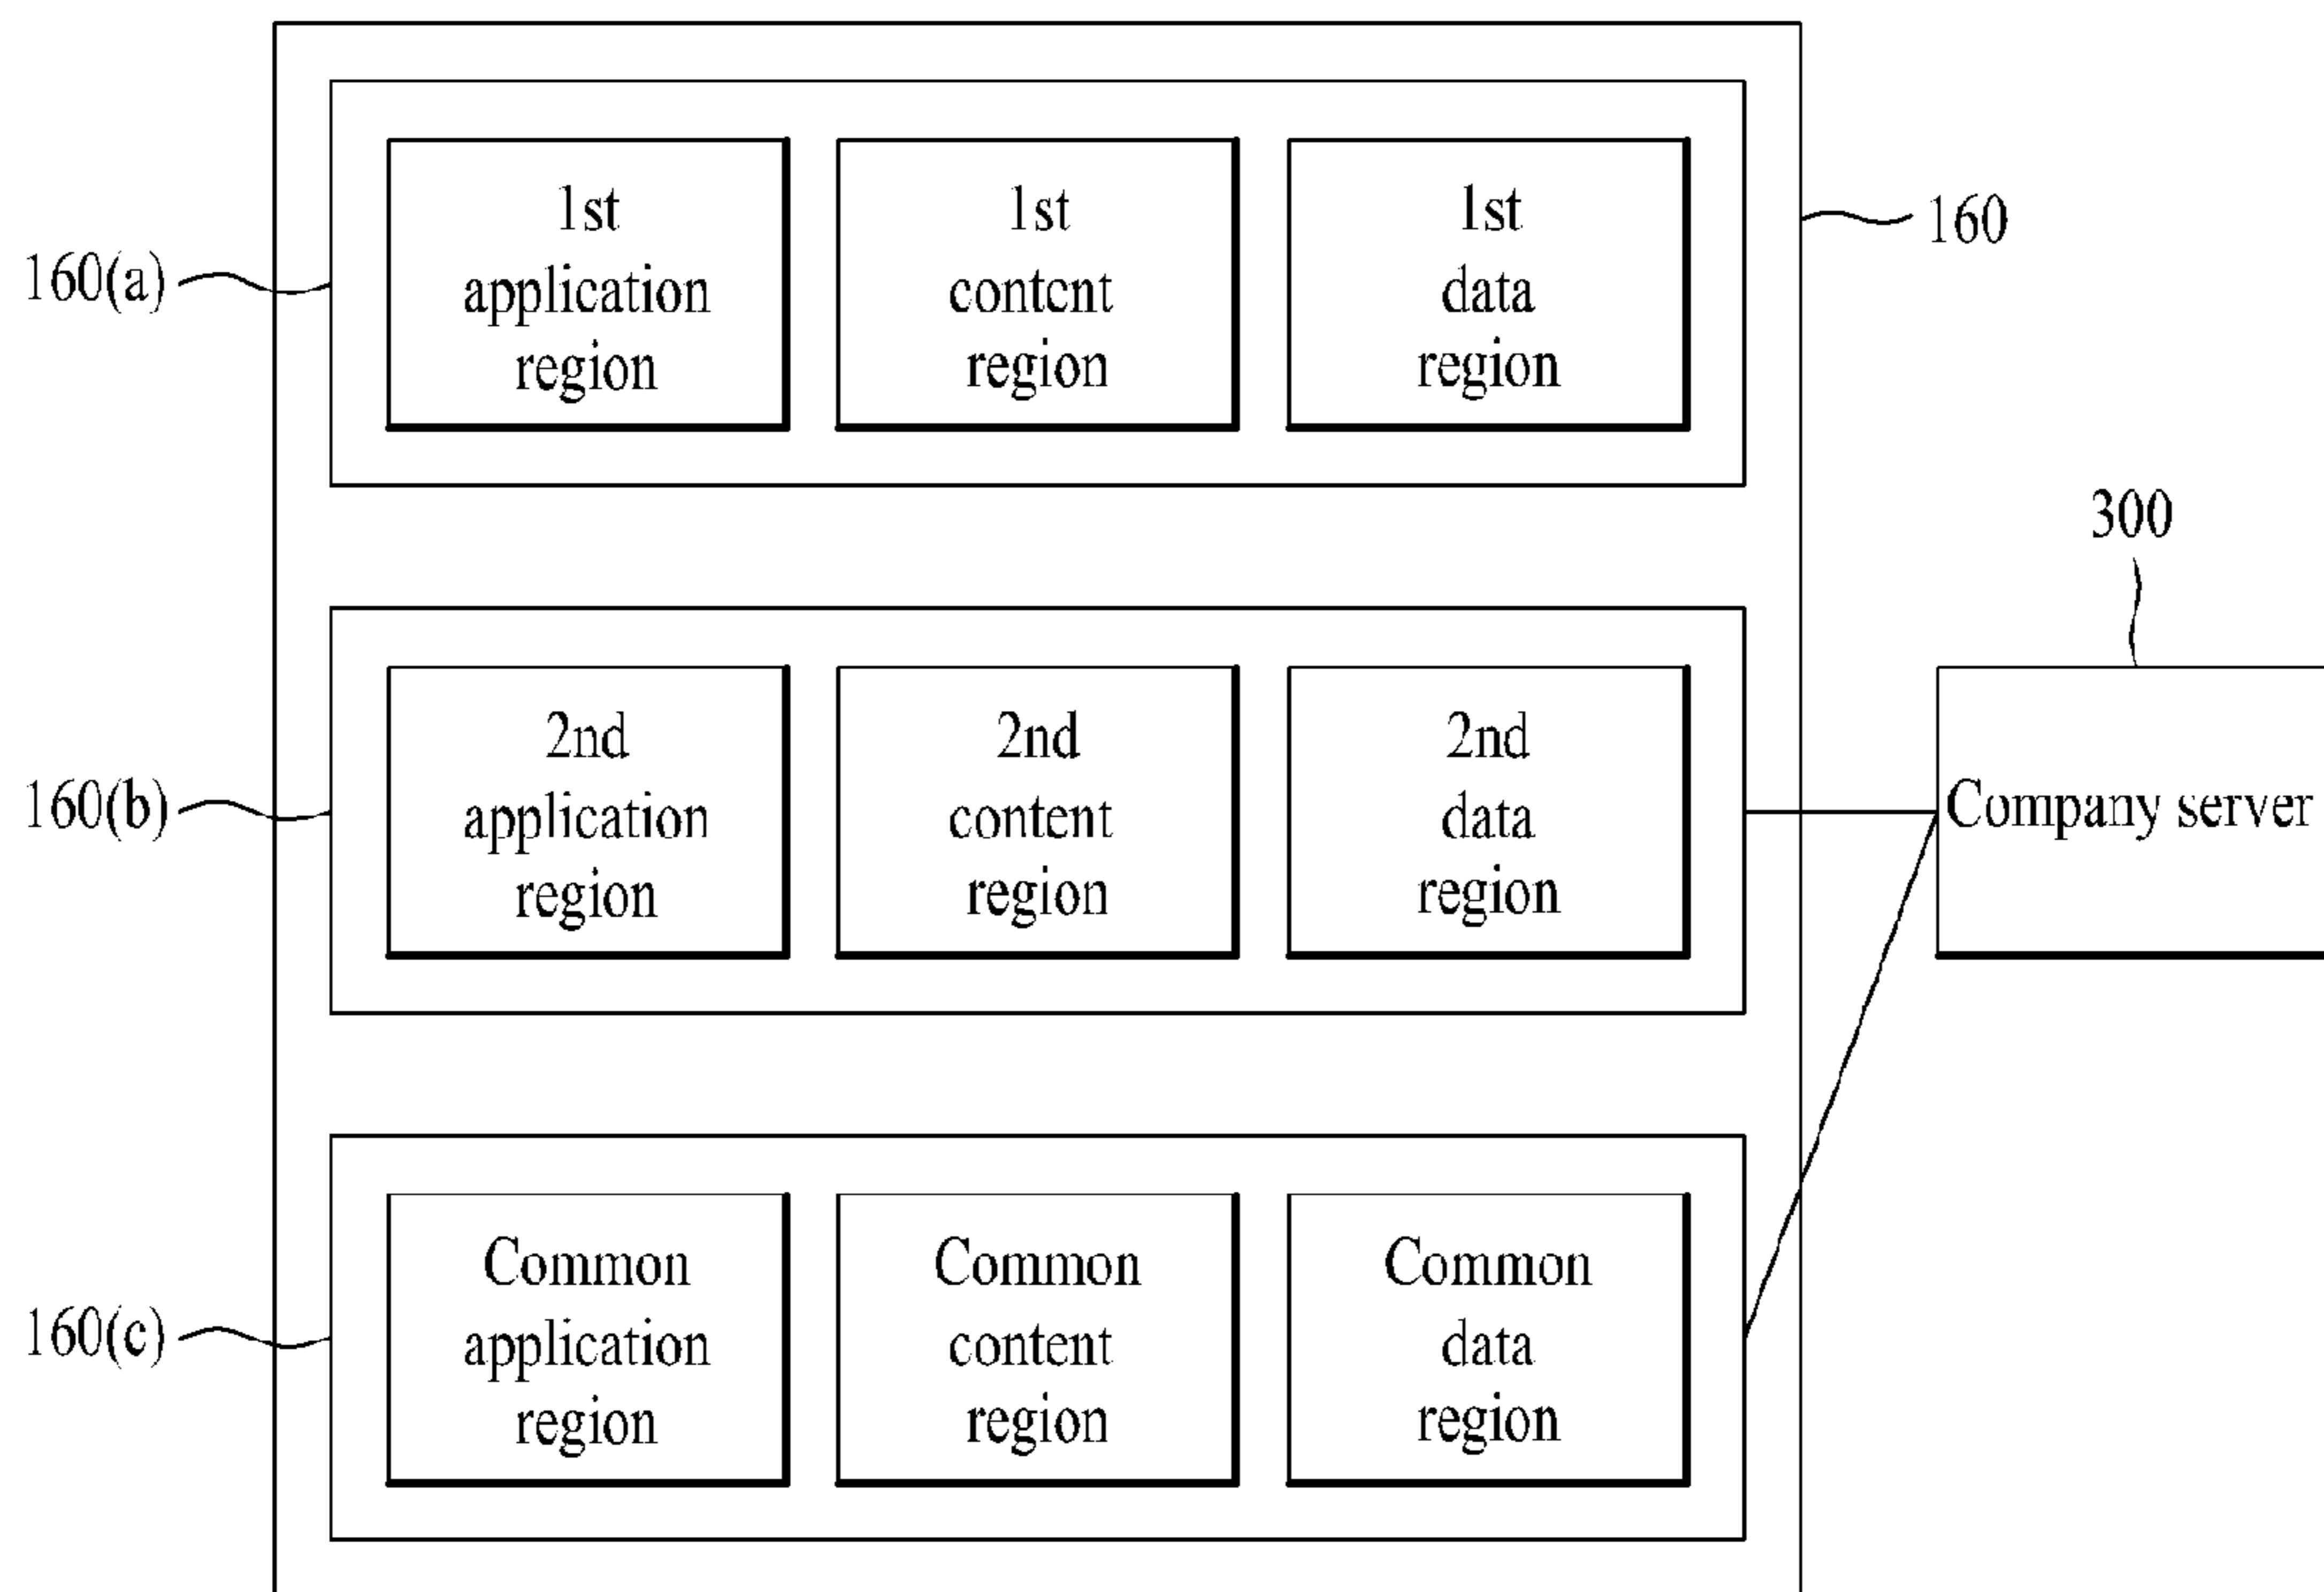 1st
application
region
1st
content
region
1st
data
region
160
160(a)
300
2nd
application
region
2nd
content
region
2nd
data
region
160(b)
Company server
Common
application
region
Common
content
region
Common
data
region
160(c)